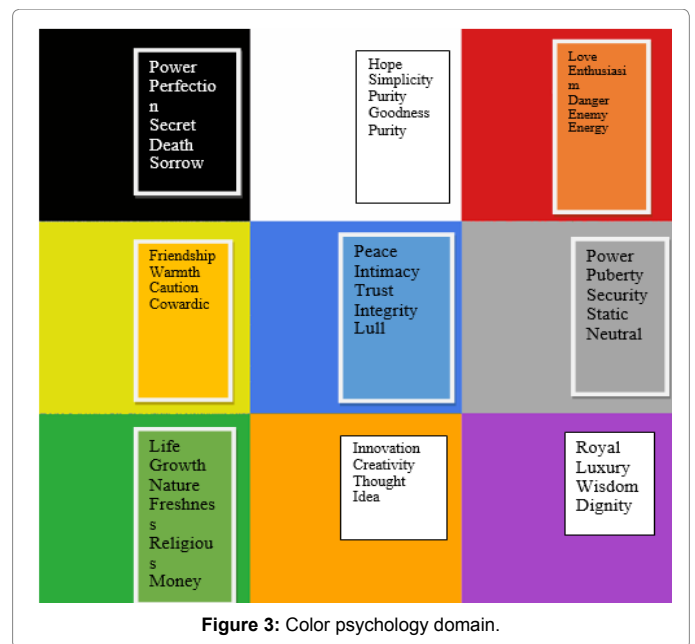 Power
Perfectio
n
Secret
Death
Sorrow
Hope
Simplicity
Purity
Goodness
Purity
Love
Enthusiasi
m
Danger
Enemy
Energy
Friendship
Warmth
Caution
Cowardic
Peace
Intimacy
Trust
Integrity
Lull
Power
Puberty
Security
Static
Neutral
Life
Growth
Nature
Freshnes
s
Religiou
s
Money
Innovation
Creativity
Thought
Idea
Royal
Luxury
Wisdom
Dignity
Figure 3: Color psychology domain.